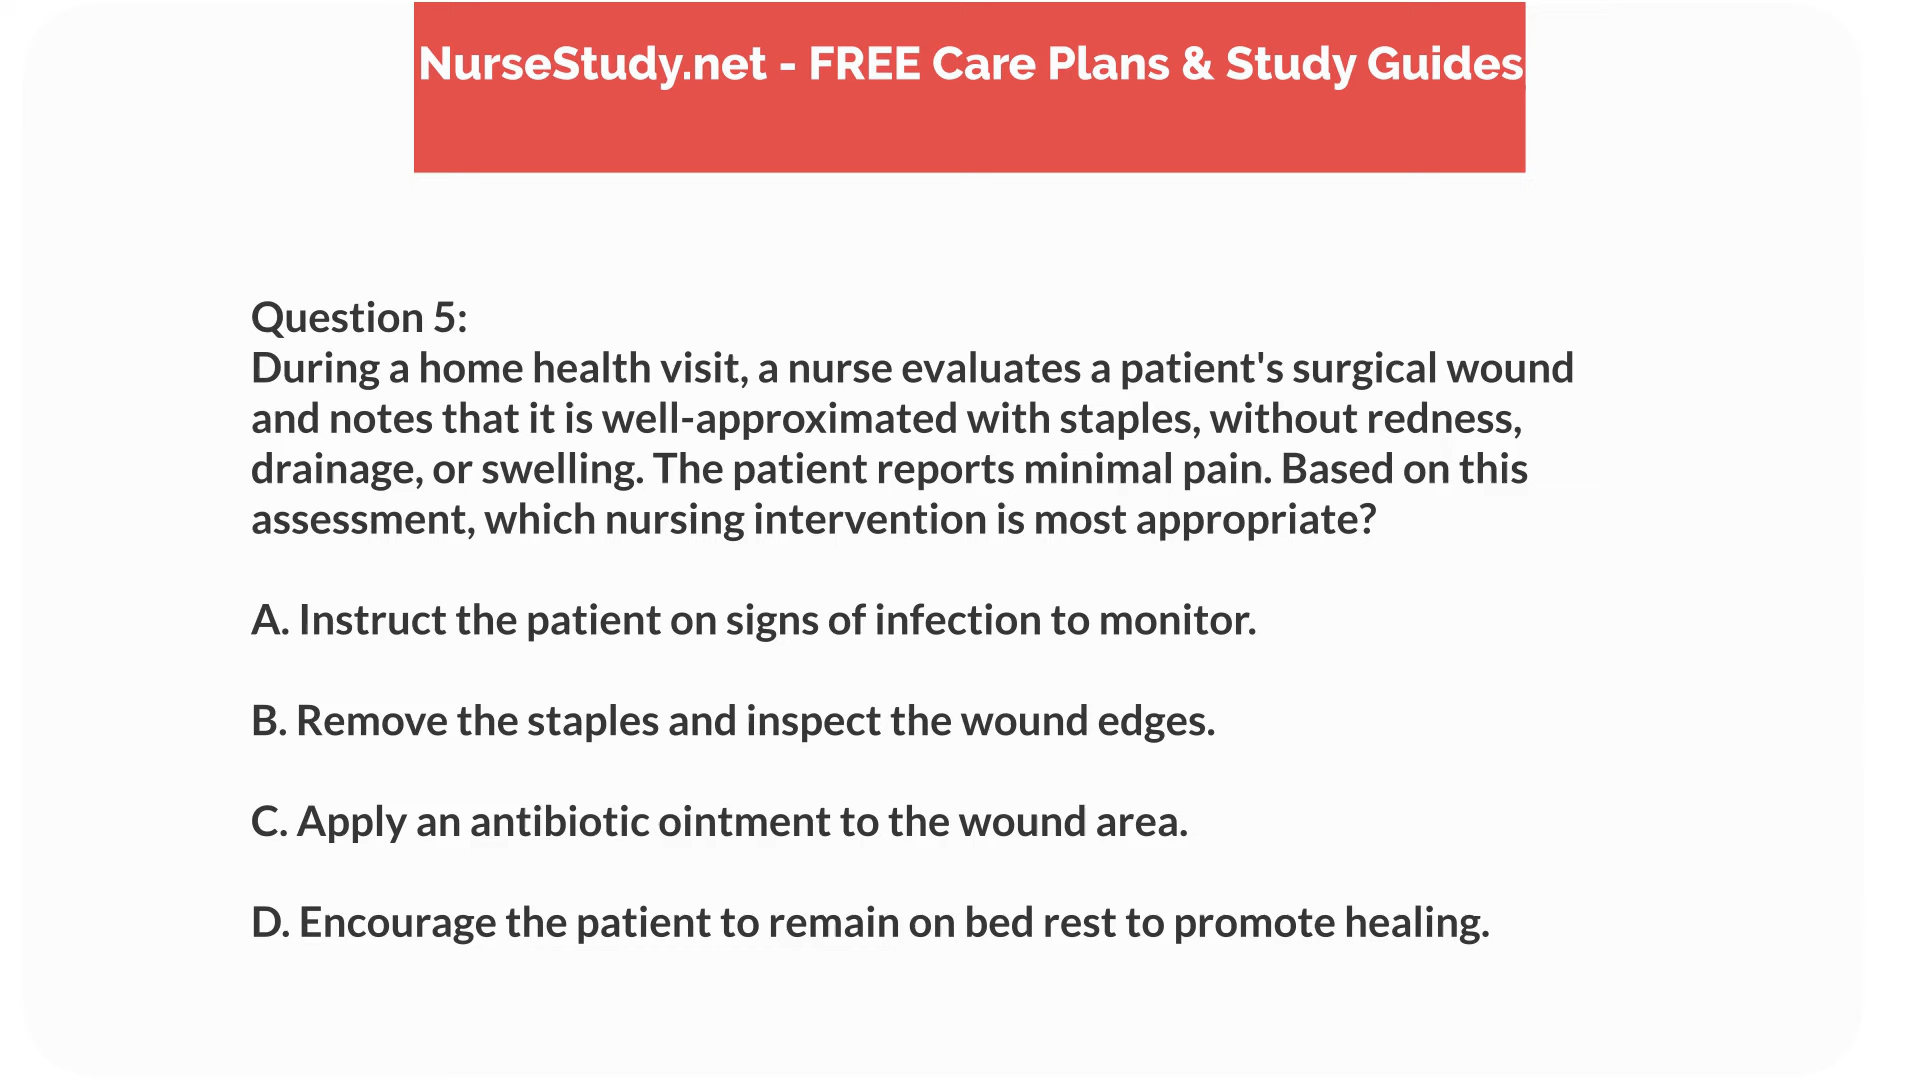 NurseStudy.net - FREE Care Plans & Study Guides
Question 5:
During a home health visit, a nurse evaluates a patient's surgical wound
and notes that it is well-approximated with staples, without redness,
drainage, or swelling. The patient reports minimal pain. Based on this
assessment, which nursing intervention is most appropriate?
A. Instruct the patient on signs of infection to monitor.
B. Remove the staples and inspect the wound edges.
C. Apply an antibiotic ointment to the wound area.
D. Encourage the patient to remain on bed rest to promote healing.